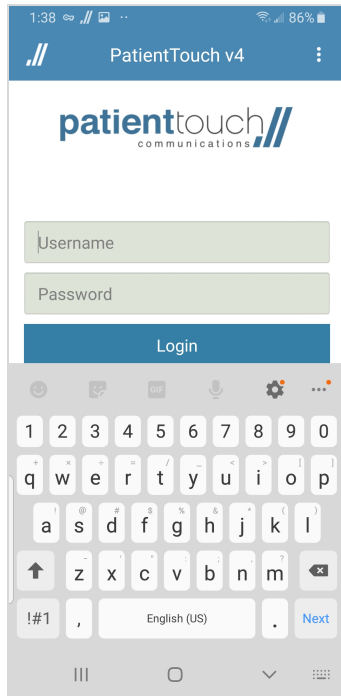 1:38 86%
PatientTouch v4
patienttouch
communications
Username
Password
Login
GIF
1 2 3 4 5 6 7 8 9 0
+ × ÷ = / _ < > [ ]
q w e r t y u i o p
! @ # $ % & * ( )
a s d f g h j k l
- ' " : ; , ?
z x c v b n m
!#1 , English (US) . Next